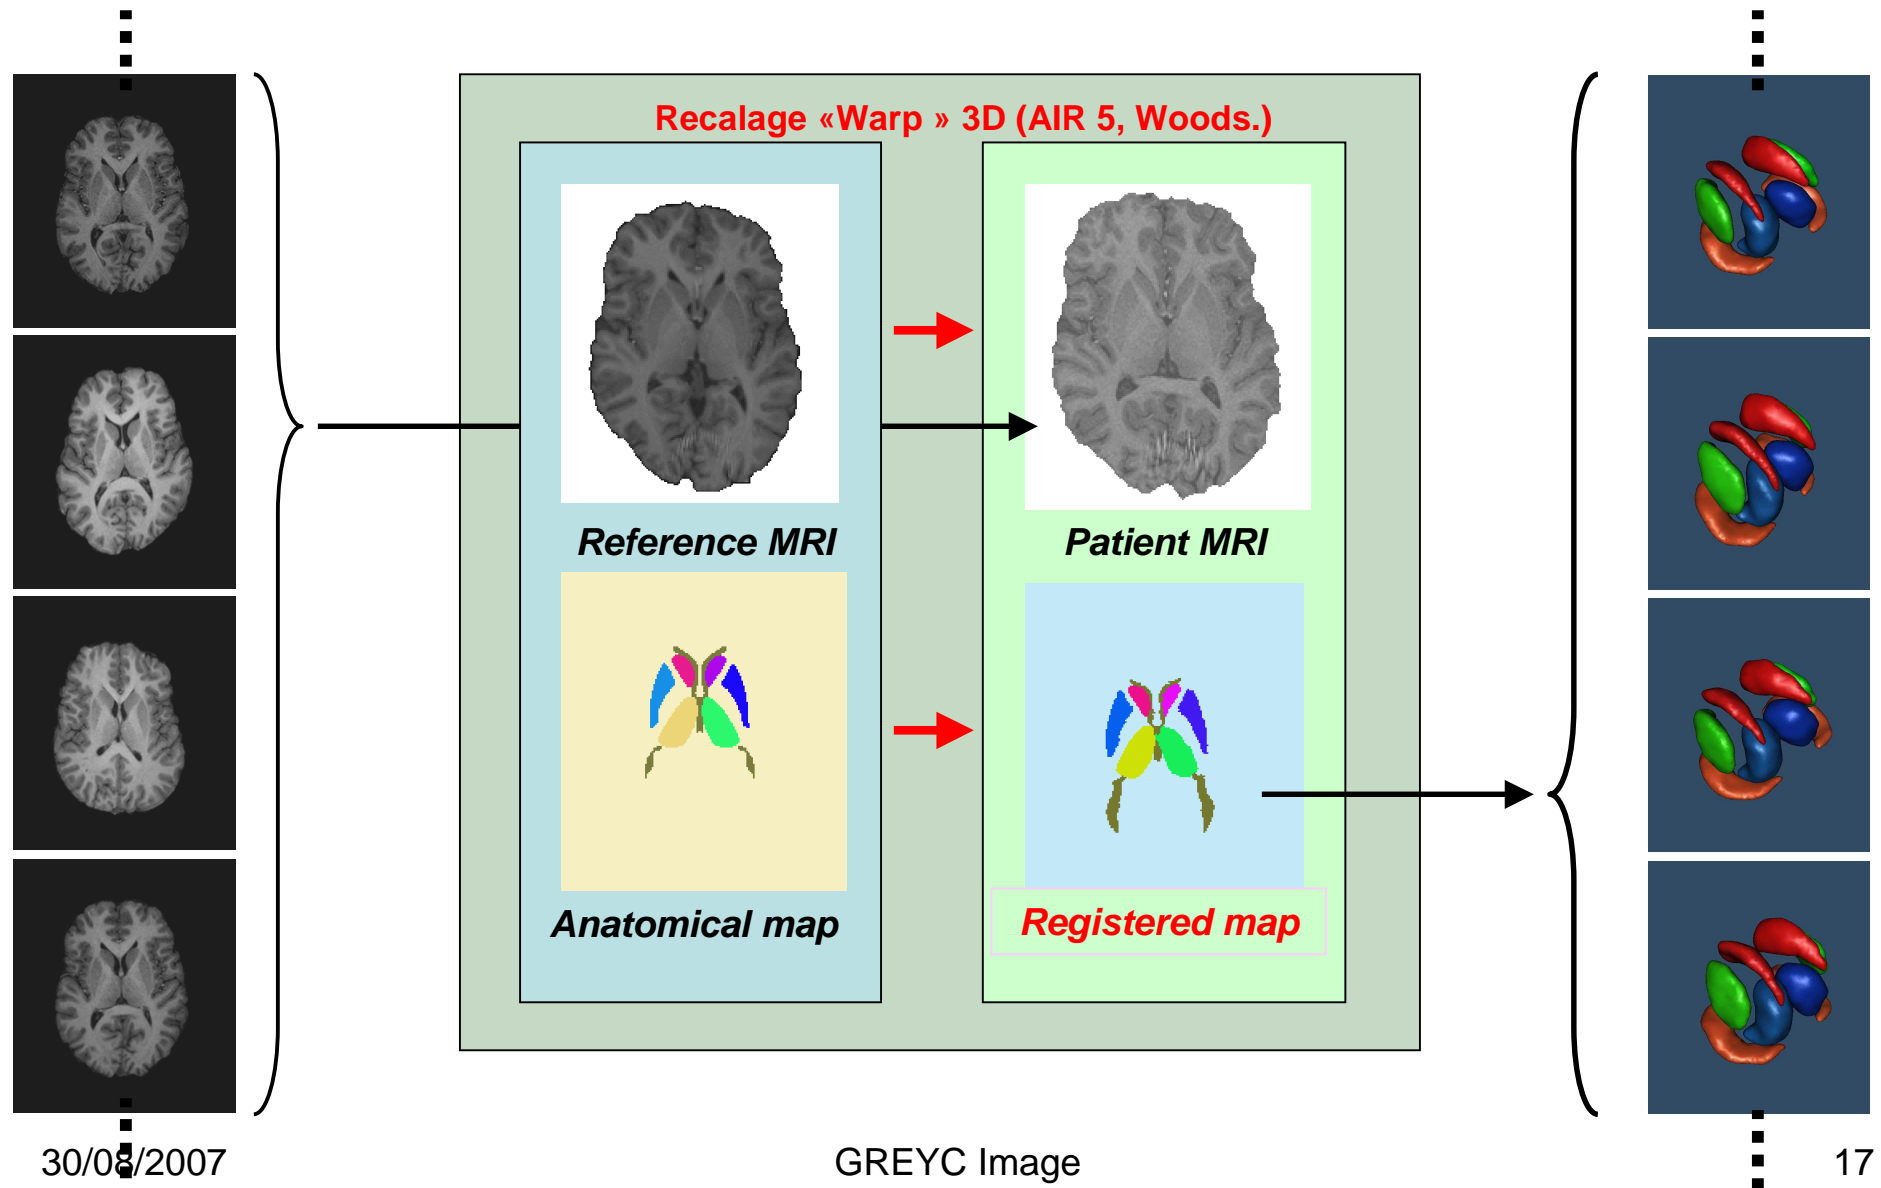 Recalage «Warp » 3D (AIR 5, Woods.)
Reference MRI
Patient MRI
Anatomical map
Registered map
30/08/2007
GREYC Image
17